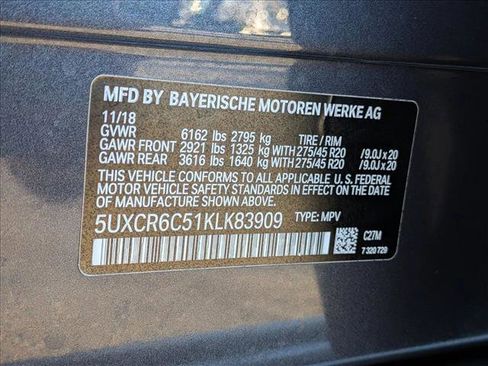 MFD BY BAYERISCHE MOTOREN WERKE AG
11/18
GVWR 6162 lbs 2795 kg TIRE / RIM
GAWR FRONT 2921 lbs 1325 kg WITH 275/45 R20 /9.0J x 20
GAWR REAR 3616 lbs 1640 kg WITH 275/45 R20 /9.0J x 20
THIS VEHICLE CONFORMS TO ALL APPLICABLE U. S. FEDERAL
MOTOR VEHICLE SAFETY STANDARDS IN EFFECT ON THE DATE
OF MANUFACTURE SHOWN ABOVE.
5UXCR6C51KLK83909 TYPE: MPV
C27M
7 320 729